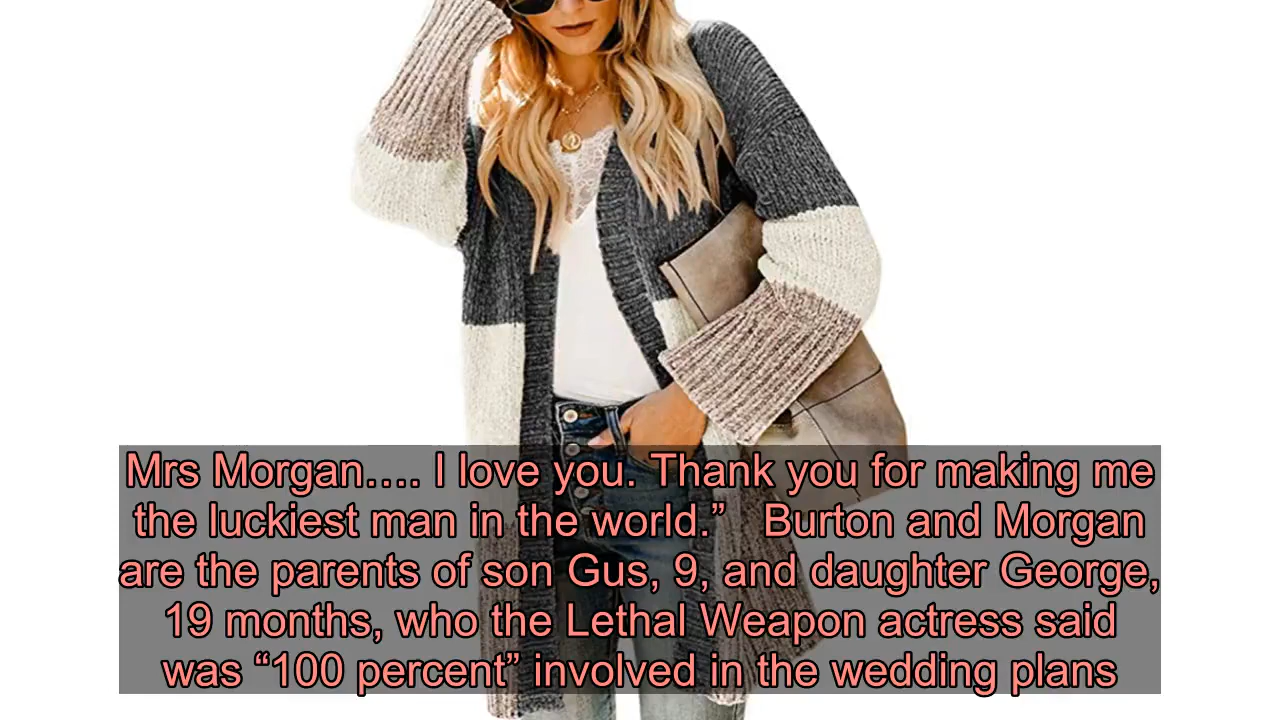 Mrs Morgan…. I love you. Thank you for making me
the luckiest man in the world.” Burton and Morgan
are the parents of son Gus, 9, and daughter George,
19 months, who the Lethal Weapon actress said
was “100 percent” involved in the wedding plans